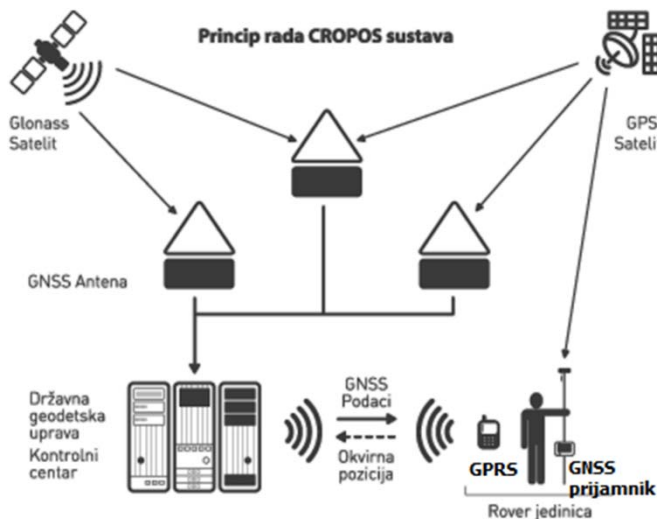 Princip rada CROPOS sustava
Glonass
Satelit
GPS
Sateli
GNSS Antena
Državna
geodetska
uprava
Kontrolni
centar
GNSS
Podaci
Okvirna
pozicija
GPRS
GNSS
prijamnik
Rover jedinica